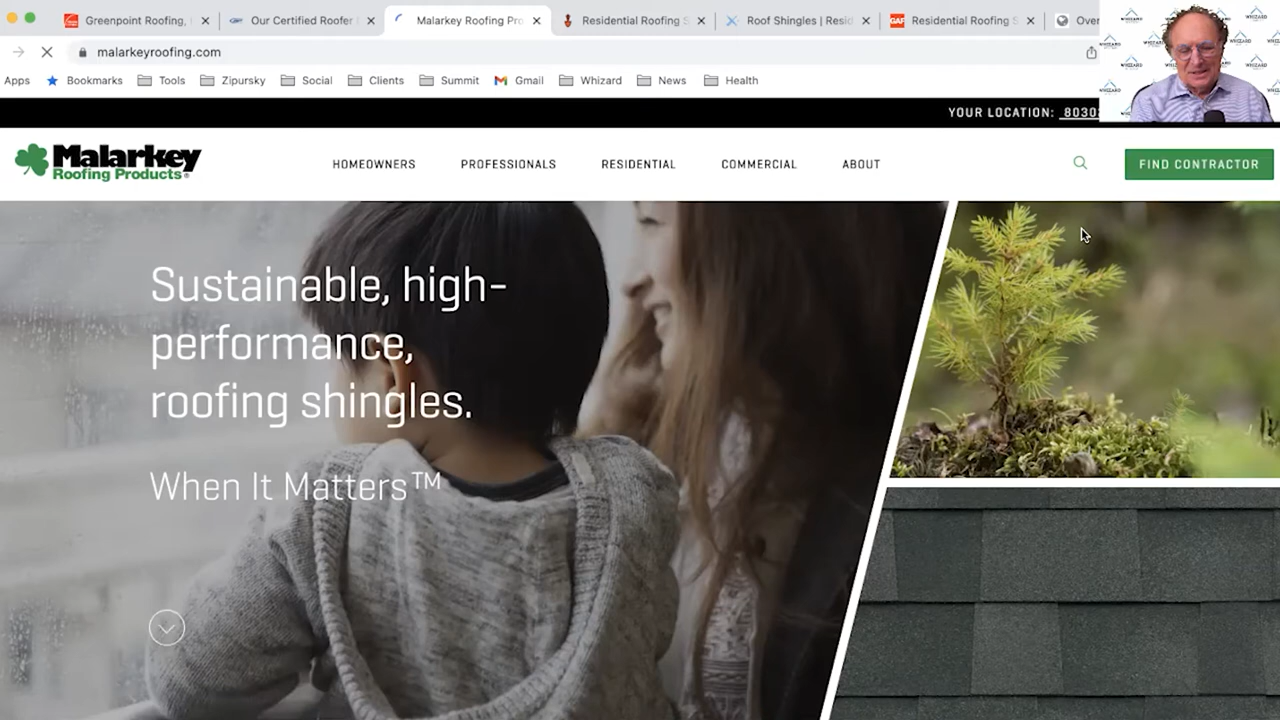 Greenpoint Roofing,
Our Certified Roofer
Malarkey Roofing Pro
Residential Roofing S
Roof Shingles | Resid
GAF
Residential Roofing S
Over
malarkeyroofing.com
Apps
Bookmarks
Tools
Zipursky
Social
Clients
Summit
Gmail
Whizard
News
Health
YOUR LOCATION: 8030
Malarkey
Roofing Products®
HOMEOWNERS
PROFESSIONALS
RESIDENTIAL
COMMERCIAL
ABOUT
FIND CONTRACTOR
Sustainable, high-
performance,
roofing shingles.
When It Matters™